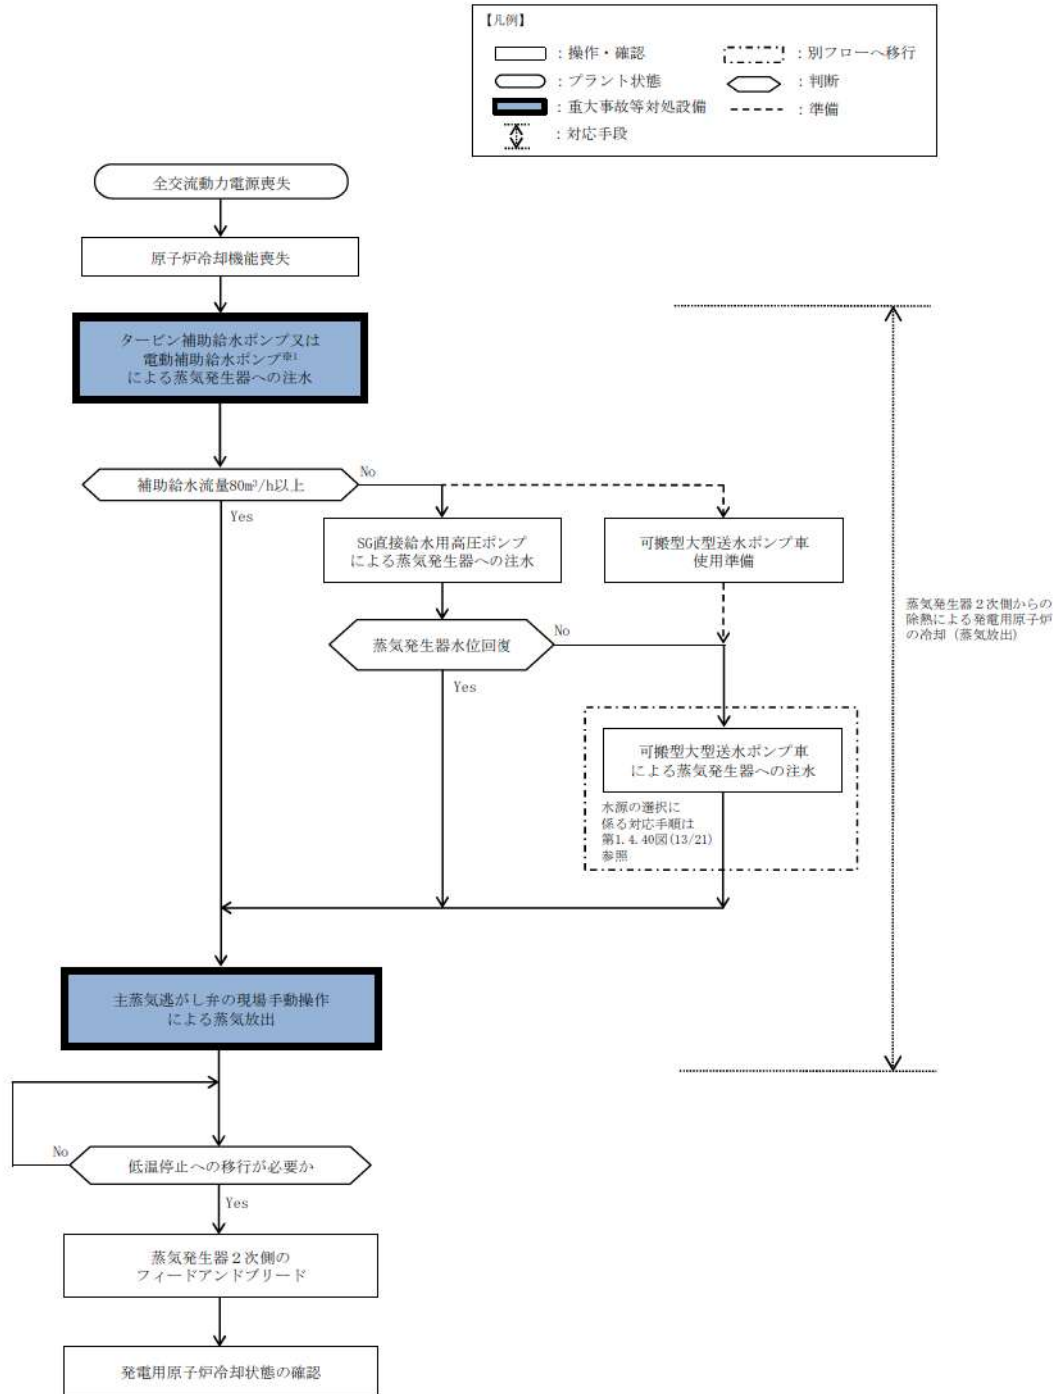 【凡例】
：操作・確認
：別フローへ移行
：プラント状態
：判断
：重大事故等対処設備
：準備
：対応手段
全交流動力電源喪失
原子炉冷却機能喪失
タービン補助給水ポンプ又は
電動補助給水ポンプ※1
による蒸気発生器への注水
補助給水流量80m³/h以上
No
Yes
SG直接給水用高圧ポンプ
による蒸気発生器への注水
可搬型大型送水ポンプ車
使用準備
蒸気発生器２次側からの
除熱による発電用原子炉
の冷却（蒸気放出）
蒸気発生器水位回復
No
Yes
可搬型大型送水ポンプ車
による蒸気発生器への注水
水源の選択に
係る対応手順は
第1.4.40図(13/21)
参照
主蒸気逃がし弁の現場手動操作
による蒸気放出
低温停止への移行が必要か
No
Yes
蒸気発生器２次側の
フィードアンドブリード
発電用原子炉冷却状態の確認